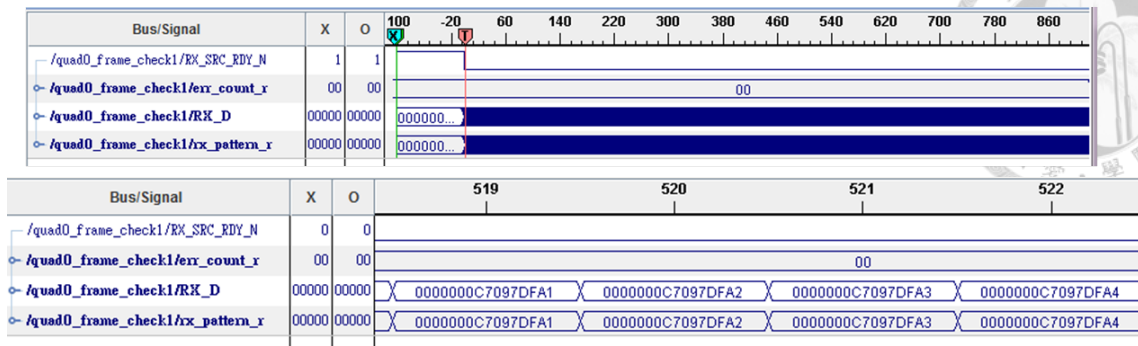 Bus/Signal X O 100 -20 60 140 220 300 380 460 540 620 700 780 860
X T
/quad0_frame_check1/RX_SRC_RDY_N 1 1
/quad0_frame_check1/err_count_r 00 00 00
/quad0_frame_check1/RX_D 00000 00000 000000...
/quad0_frame_check1/rx_pattern_r 00000 00000 000000...
Bus/Signal X O 519 520 521 522
/quad0_frame_check1/RX_SRC_RDY_N 0 0
/quad0_frame_check1/err_count_r 00 00 00
/quad0_frame_check1/RX_D 00000 00000 0000000C7097DFA1 0000000C7097DFA2 0000000C7097DFA3 0000000C7097DFA4
/quad0_frame_check1/rx_pattern_r 00000 00000 0000000C7097DFA1 0000000C7097DFA2 0000000C7097DFA3 0000000C7097DFA4